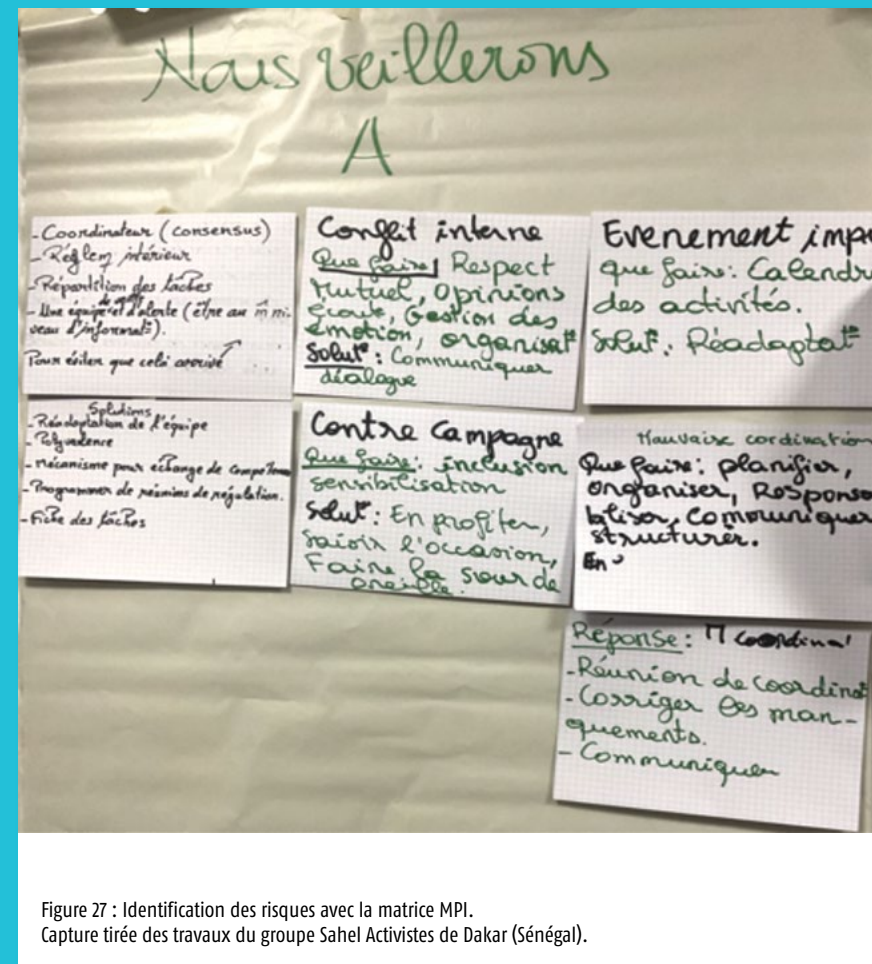 Nous veillerons
A
- Coordinateur (consensus)
- Réglem intérieur
- Répartition des tâches
- Une équipe d'alerte (être au m̂ ni-
veau d'informat°).
Pour éviter que cela arrive
Solutions
- Réadaptation de l'équipe
- Polyvalence
- mécanisme pour échange de compétence
- Programmer de réunions de régulation.
- Fiche des tâches
Conflit interne
Que faire: Respect
Mutuel, Opinions
écoute, Gestion des
émotion, organisat°
Solut°: Communiquer
dialogue
Contre Campagne
Que faire: inclusion
sensibilisation
Solut°: En profiter,
saisir l'occasion,
Faire la sourde
oreille.
Evenement imp
que faire: Calendr
des activités.
Solut°: Réadaptat°
Mauvaise cordination
Que faire: planifier,
organiser, Responsa
biliser, Communiquer
structurer.
En
Réponse: M coordina
- Réunion de coordinat
- Corriger les man-
quements.
- Communiquer
Figure 27 : Identification des risques avec la matrice MPI.
Capture tirée des travaux du groupe Sahel Activistes de Dakar (Sénégal).